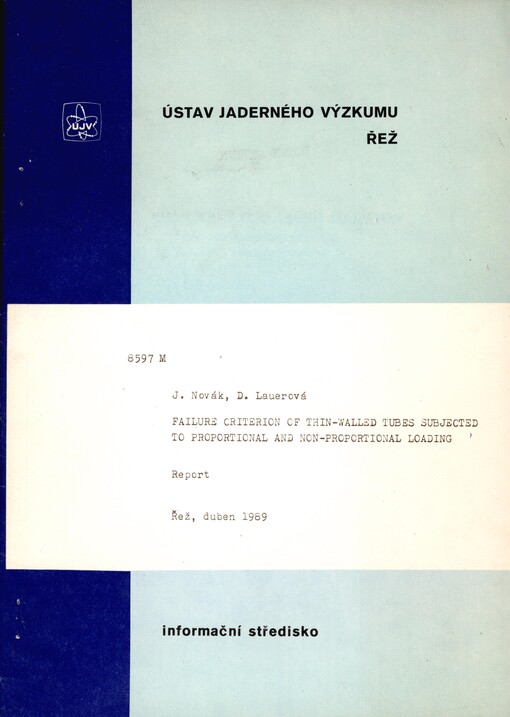 ÚJV
ÚSTAV JADERNÉHO VÝZKUMU
ŘEŽ
8597 M
J. Novák, D. Lauerová
FAILURE CRITERION OF THIN-WALLED TUBES SUBJECTED
TO PROPORTIONAL AND NON-PROPORTIONAL LOADING
Report
Řež, duben 1989
informační středisko